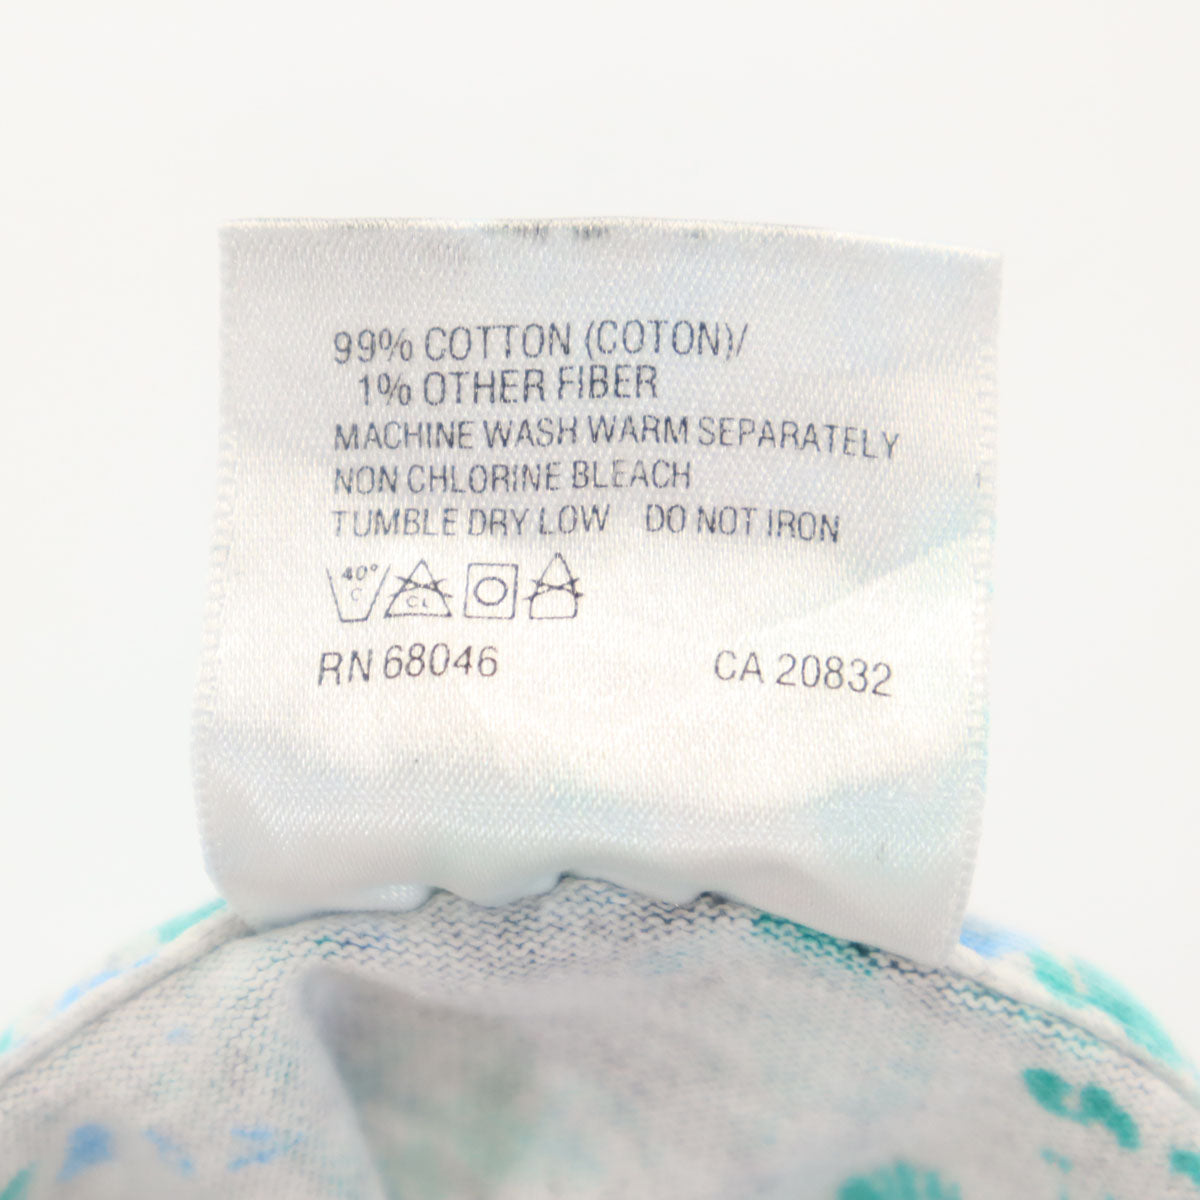 99% COTTON (COTON)/
1% OTHER FIBER
MACHINE WASH WARM SEPARATELY
NON CHLORINE BLEACH
TUMBLE DRY LOW DO NOT IRON
40° C CL
RN 68046 CA 20832